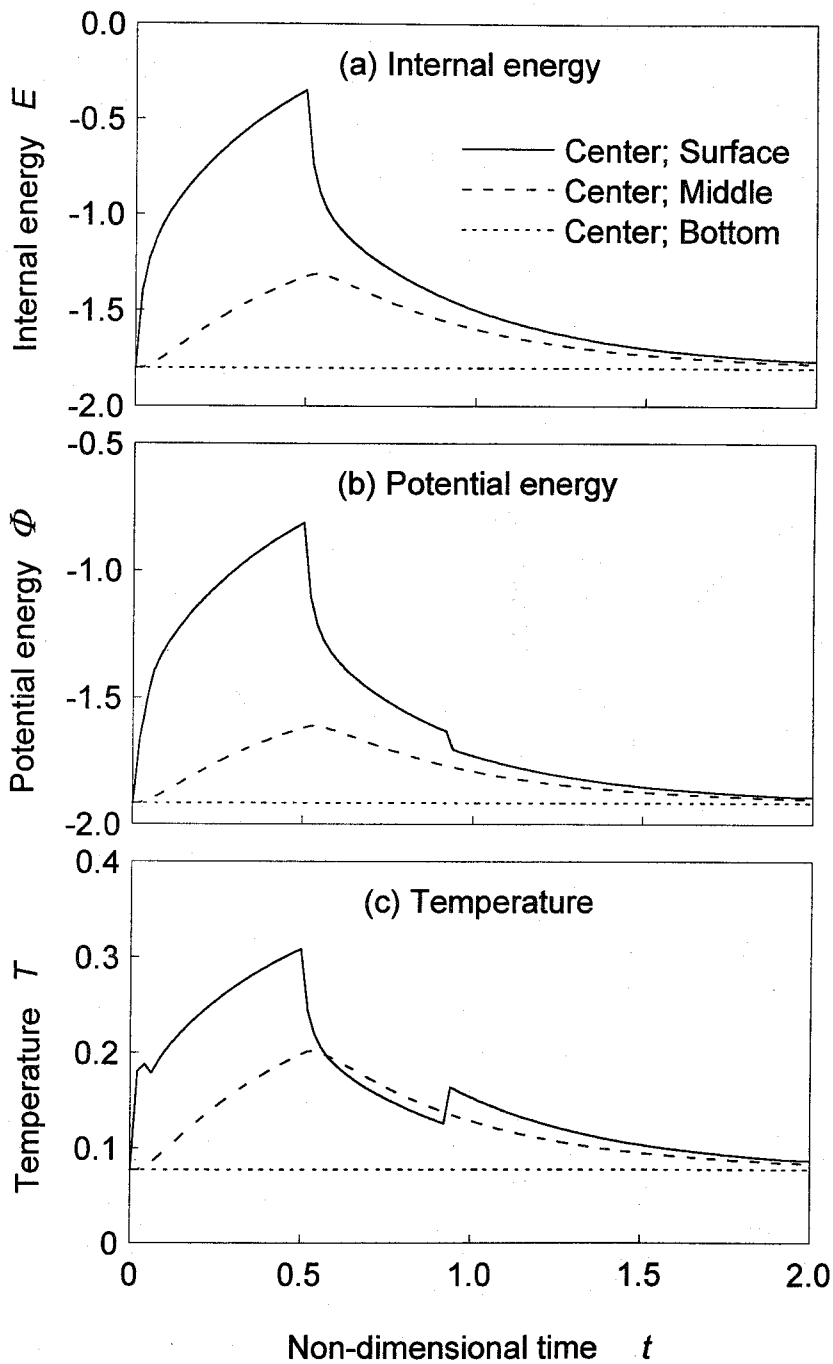 0.0
(a) Internal energy
Internal energy E
-0.5
Center; Surface
Center; Middle
-1.0
Center; Bottom
-1.5
-2.0
-0.5
(b) Potential energy
Potential energy Φ
-1.0
-1.5
-2.0
0.4
(c) Temperature
Temperature T
0.3
0.2
0.1
0
0 0.5 1.0 1.5 2.0
Non-dimensional time t